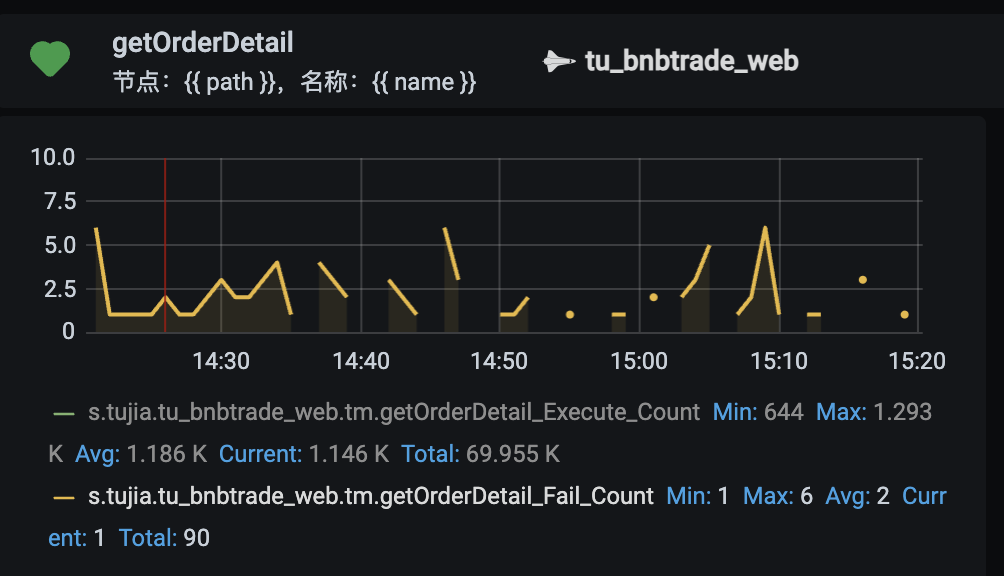 getOrderDetail
节点：{{ path }}，名称：{{ name }}
tu_bnbtrade_web
10.0
7.5
5.0
2.5
0
14:30 14:40 14:50 15:00 15:10 15:20
s.tujia.tu_bnbtrade_web.tm.getOrderDetail_Execute_Count Min: 644 Max: 1.293
K Avg: 1.186 K Current: 1.146 K Total: 69.955 K
s.tujia.tu_bnbtrade_web.tm.getOrderDetail_Fail_Count Min: 1 Max: 6 Avg: 2 Curr
ent: 1 Total: 90